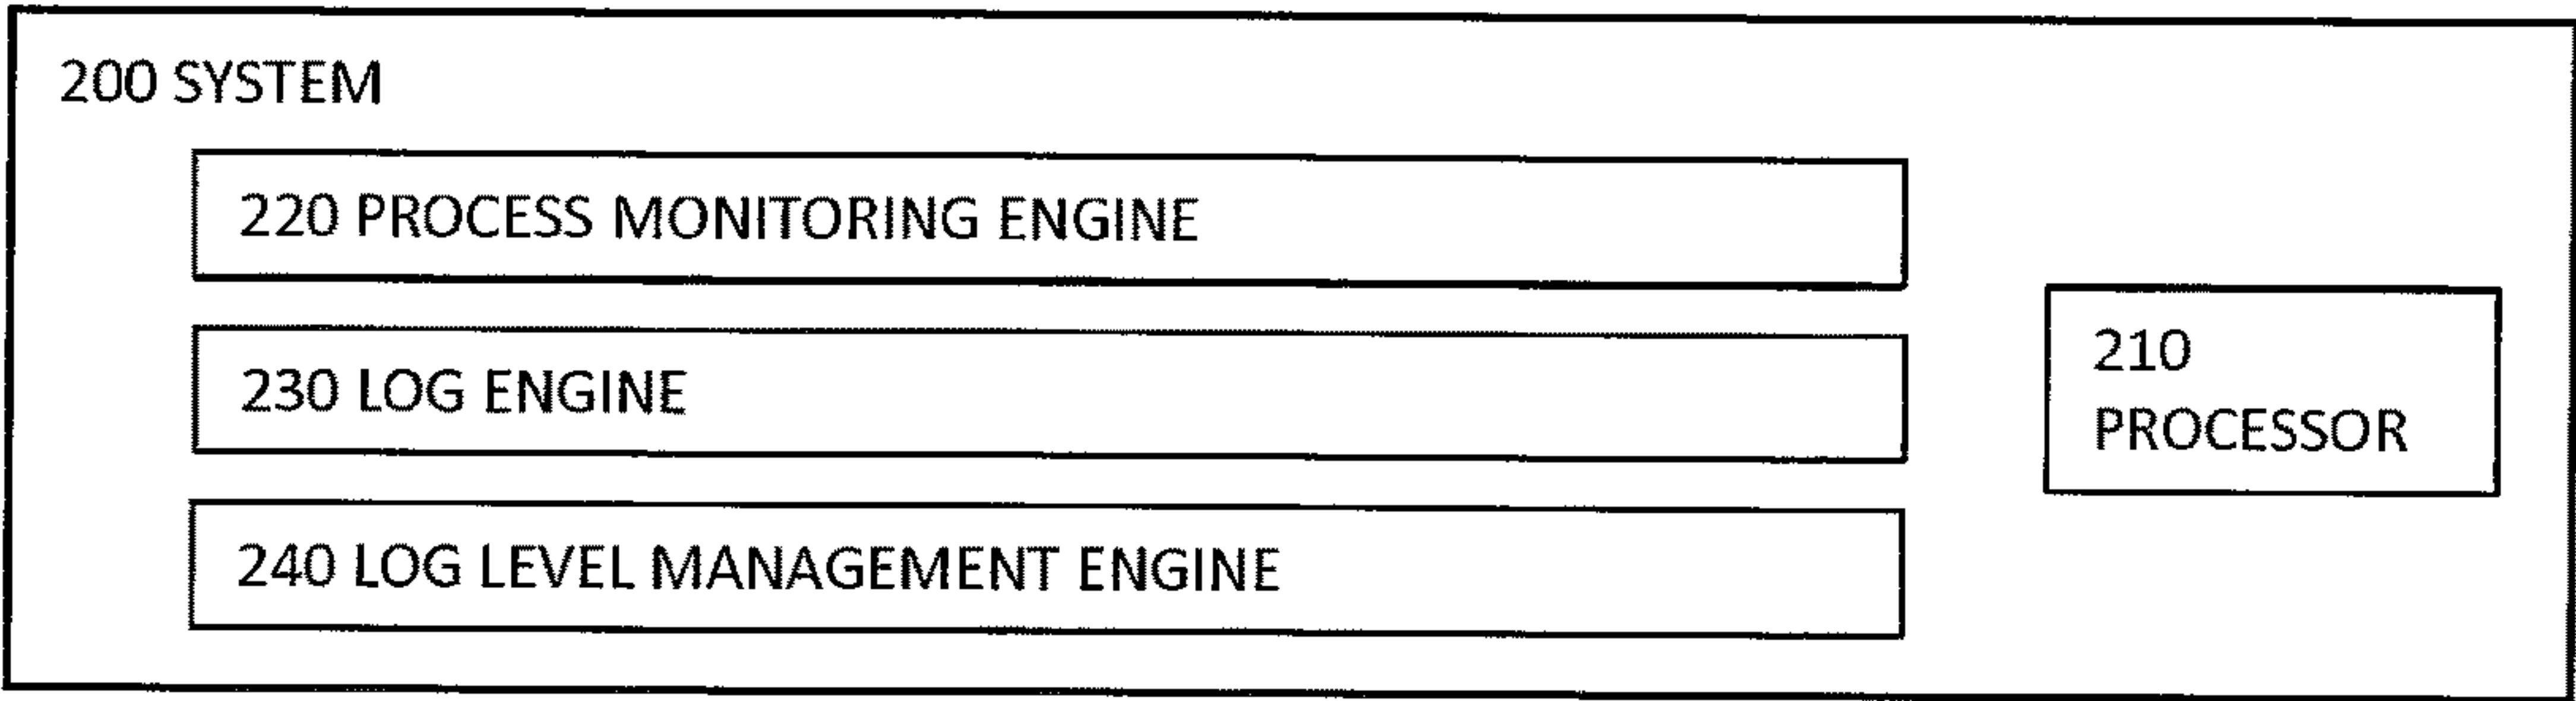 200 SYSTEM
220 PROCESS MONITORING ENGINE
230 LOG ENGINE
240 LOG LEVEL MANAGEMENT ENGINE
210
PROCESSOR